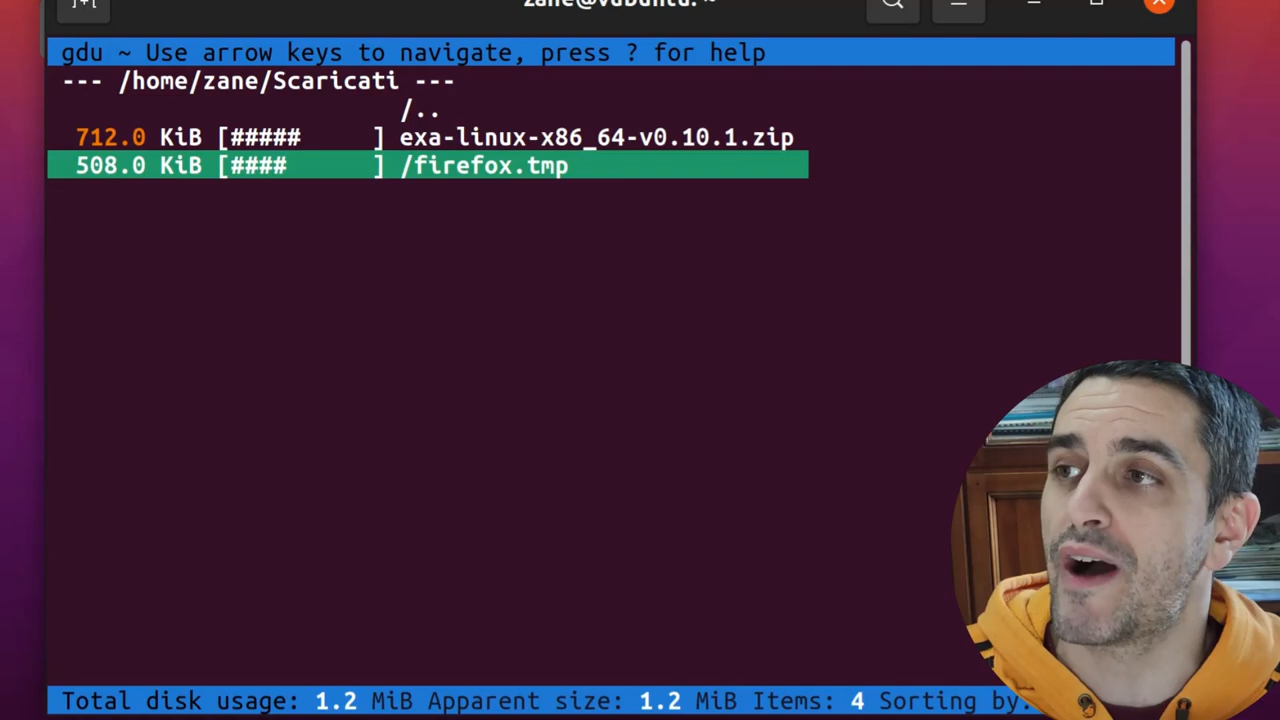 zane@vubuntu: ~
gdu ~ Use arrow keys to navigate, press ? for help
--- /home/zane/Scaricati ---
/..
712.0 KiB [##### ] exa-linux-x86_64-v0.10.1.zip
508.0 KiB [#### ] /firefox.tmp
Total disk usage: 1.2 MiB Apparent size: 1.2 MiB Items: 4 Sorting by: